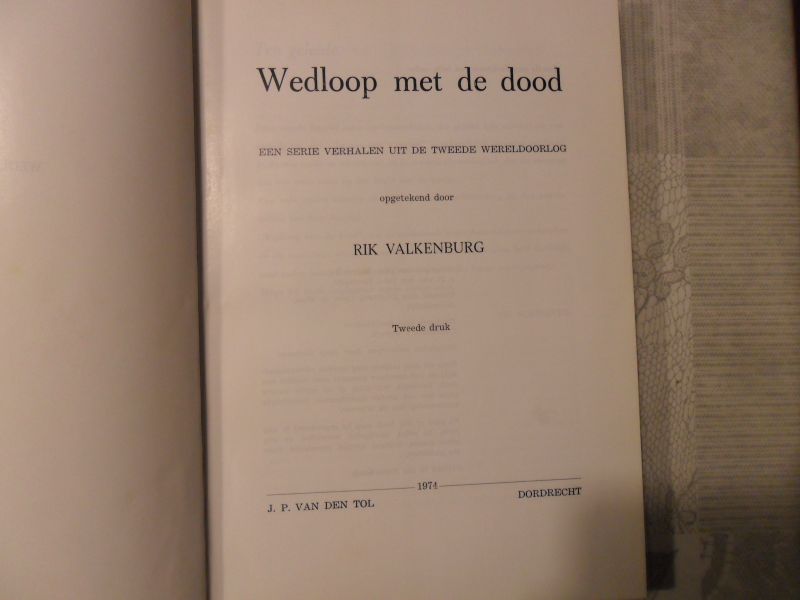 Wedloop met de dood
EEN SERIE VERHALEN UIT DE TWEEDE WERELDOORLOG
opgetekend door
RIK VALKENBURG
Tweede druk
1974
J. P. VAN DEN TOL DORDRECHT